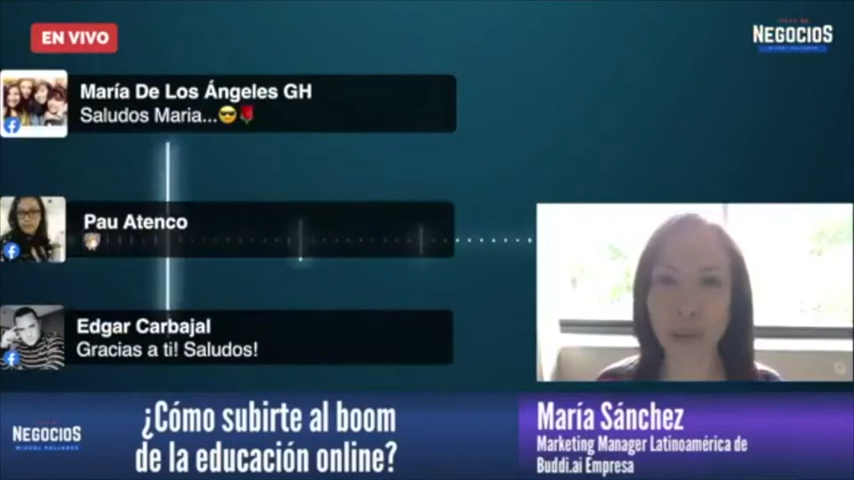 EN VIVO
NEGOCIOS
María De Los Ángeles GH
Saludos Maria...😎🌹
Pau Atenco
Edgar Carbajal
Gracias a ti! Saludos!
NEGOCIOS
¿Cómo subirte al boom
de la educación online?
María Sánchez
Marketing Manager Latinoamérica de
Buddi.ai Empresa